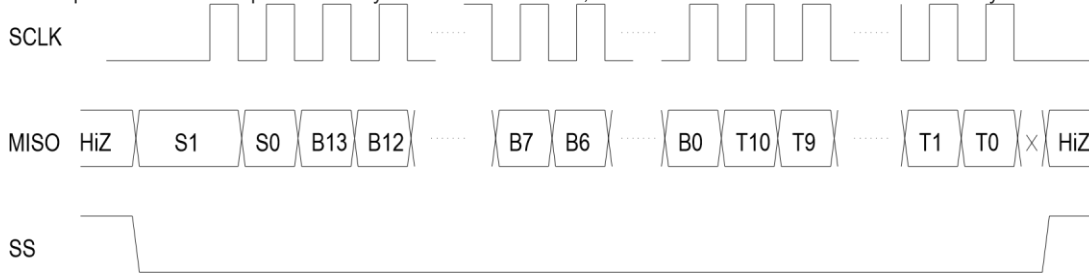 SCLK
MISO HiZ S1 S0 B13 B12 ...... B7 B6 ...... B0 T10 T9 ...... T1 T0 X HiZ
SS